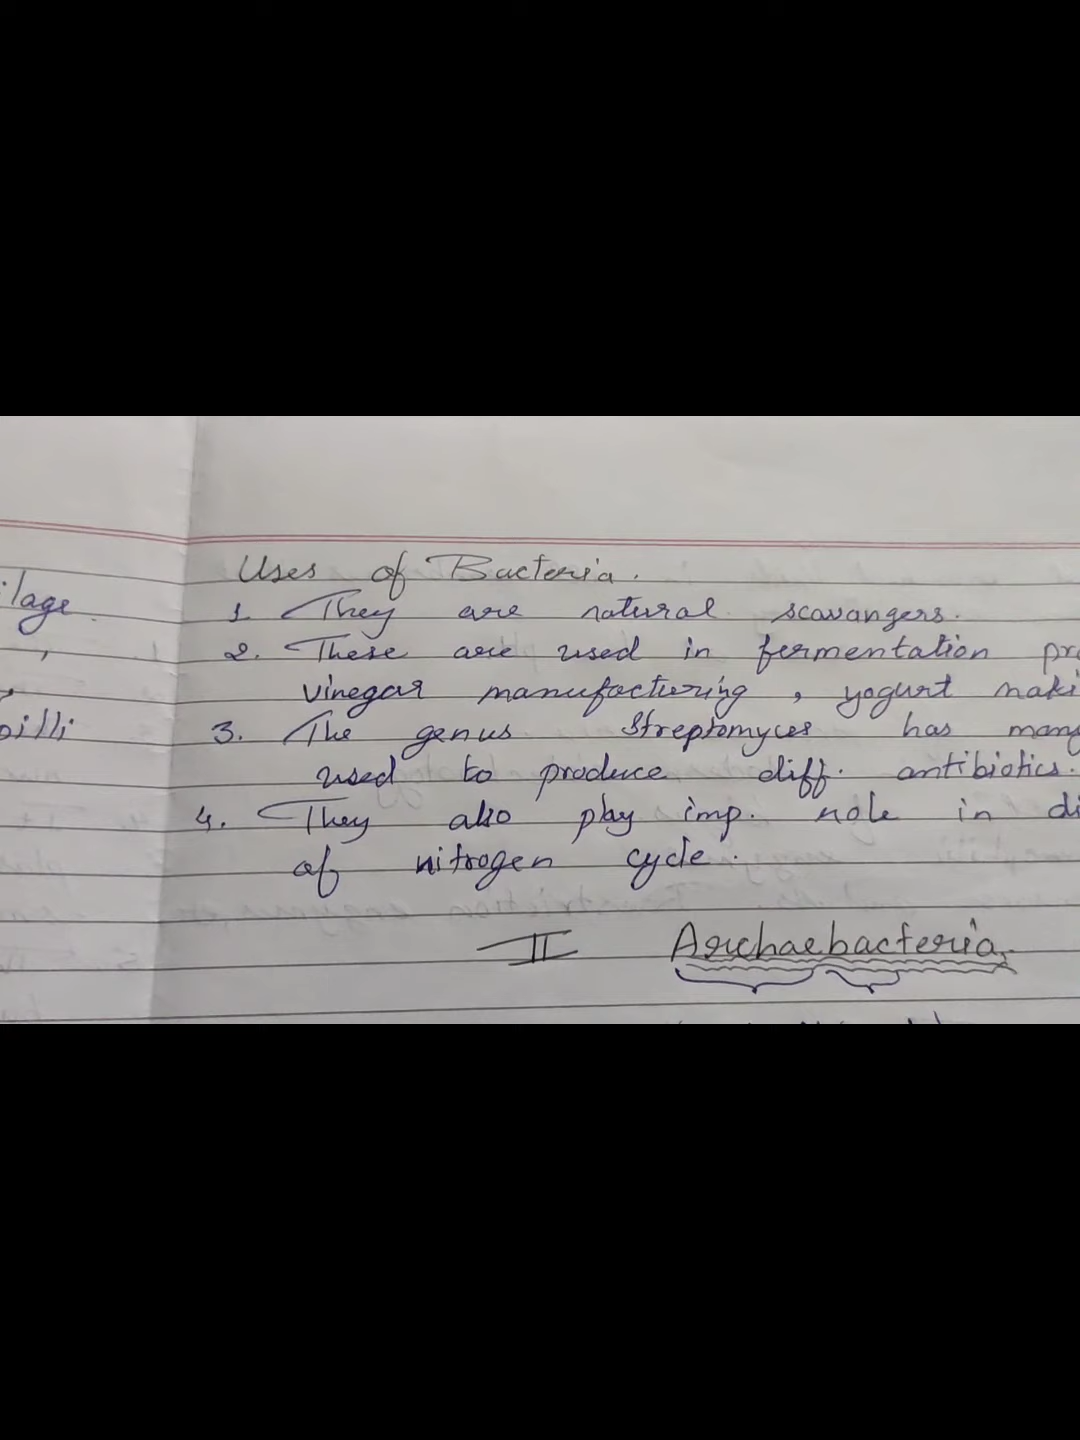 Uses of Bacteria.
1. They are natural scavangers.
2. These are used in fermentation
vinegar manufacturing, yogurt
3. The genus Streptomyces has
used to produce diff. antibiotics.
4. They also play imp. role in
of nitrogen cycle.
II Archaebacteria.